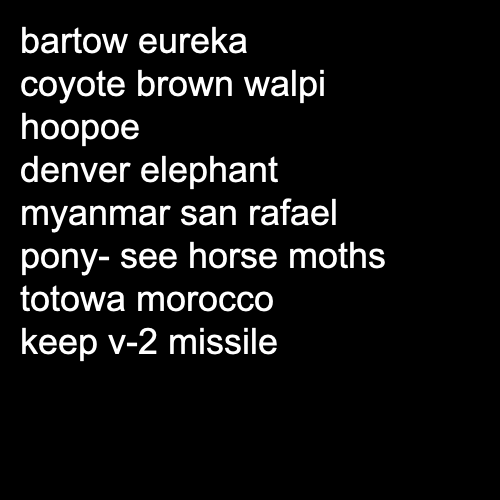 bartow eureka
coyote brown walpi
hoopoe
denver elephant
myanmar san rafael
pony- see horse moths
totowa morocco
keep v-2 missile